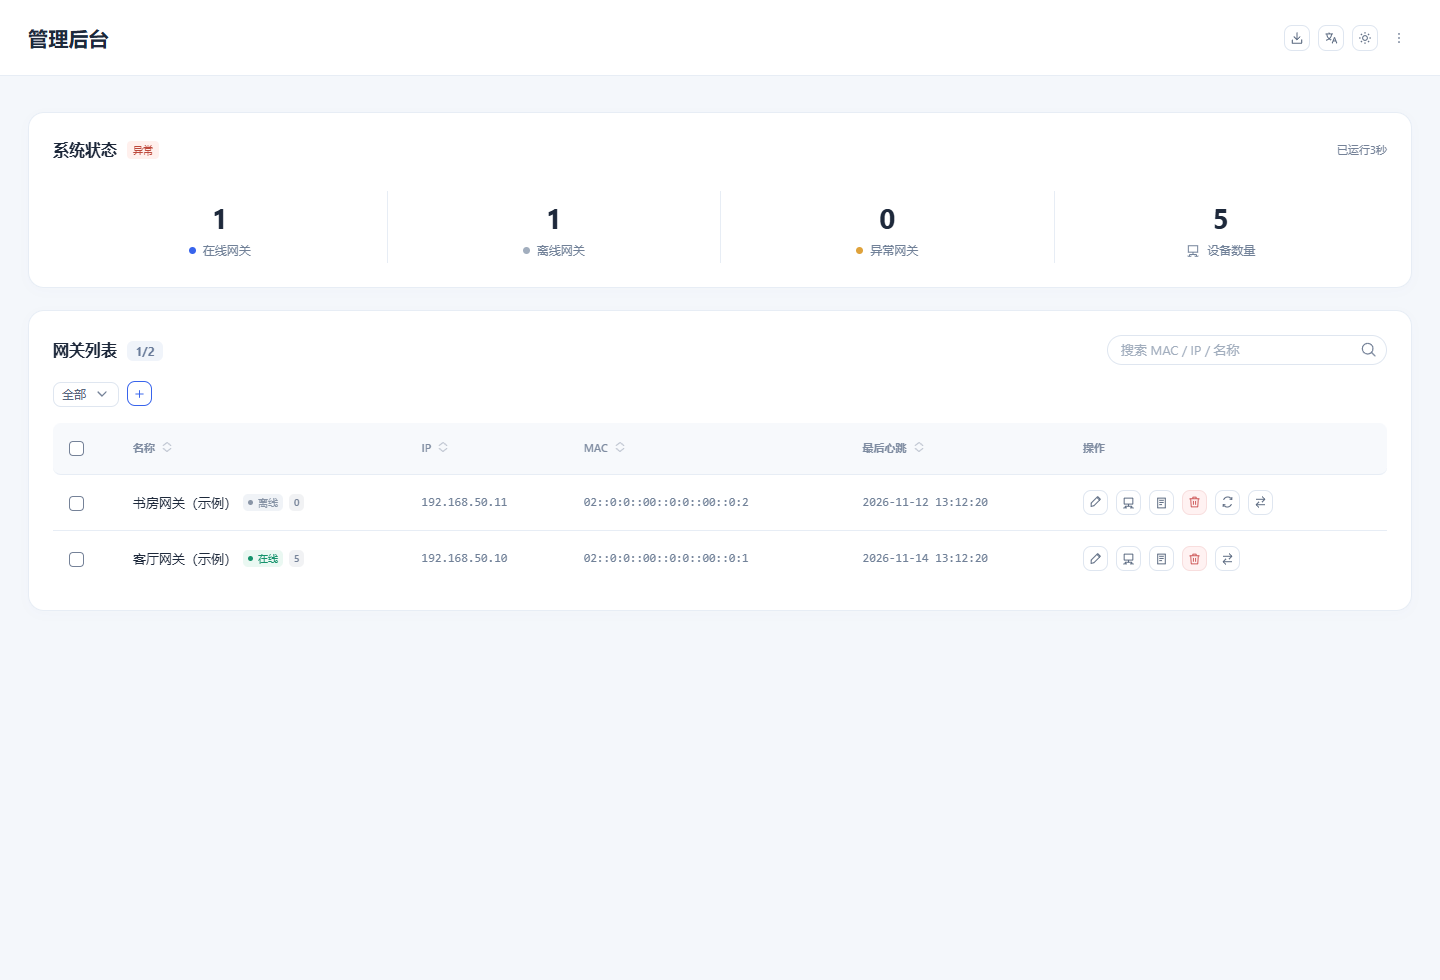 管理后台
系统状态 异常
已运行3秒
1
在线网关
1
离线网关
0
异常网关
5
设备数量
网关列表 1/2
搜索 MAC / IP / 名称
全部
名称 IP MAC 最后心跳 操作
书房网关（示例） 离线 0 192.168.50.11 02::0:0::00::0:0::00::0:2 2026-11-12 13:12:20
客厅网关（示例） 在线 5 192.168.50.10 02::0:0::00::0:0::00::0:1 2026-11-14 13:12:20